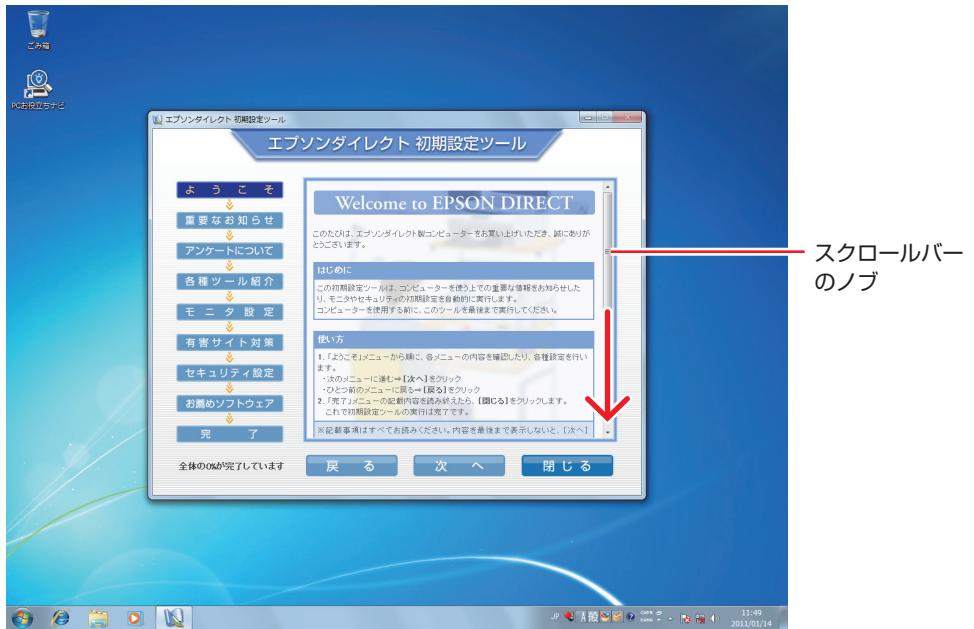 ごみ箱
PCお役立ちナビ
エプソンダイレクト 初期設定ツール
エプソンダイレクト 初期設定ツール
ようこそ
重要なお知らせ
アンケートについて
各種ツール紹介
モニタ設定
有害サイト対策
セキュリティ設定
お薦めソフトウェア
完了
Welcome to EPSON DIRECT
このたびは、エプソンダイレクト製コンピューターをお買い上げいただき、誠にありが
とうございます。
はじめに
この初期設定ツールは、コンピューターを使う上での重要な情報をお知らせした
り、モニタやセキュリティの初期設定を自動的に実行します。
コンピューターを使用する前に、このツールを最後まで実行してください。
使い方
1.「ようこそ」メニューから順に、各メニューの内容を確認したり、各種設定を行い
ます。
・次のメニューに進む⇒【次へ】をクリック
・ひとつ前のメニューに戻る⇒【戻る】をクリック
2.「完了」メニューの記載内容を読み終えたら、【閉じる】をクリックします。
これで初期設定ツールの実行は完了です。
※記載事項はすべてお読みください。内容を最後まで表示しないと、【次へ】
全体の0%が完了しています
戻る
次へ
閉じる
スクロールバー
のノブ
JP
A 般
CAPS
KANA
11:49
2011/01/14